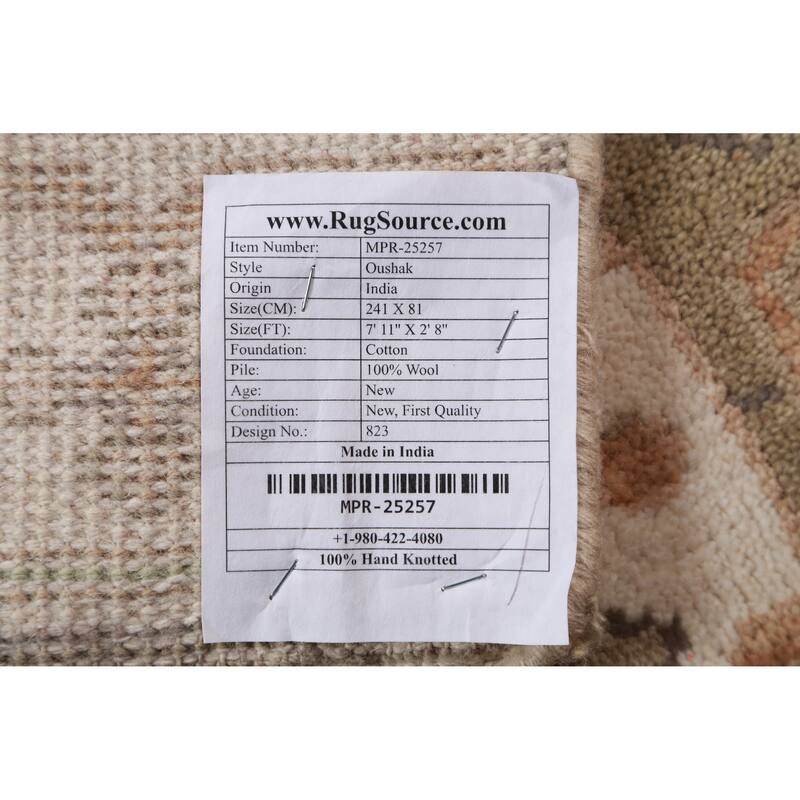 www.RugSource.com
Item Number: MPR-25257
Style Oushak
Origin India
Size(CM): 241 X 81
Size(FT): 7' 11" X 2' 8"
Foundation: Cotton
Pile: 100% Wool
Age: New
Condition: New, First Quality
Design No.: 823
Made in India
MPR-25257
+1-980-422-4080
100% Hand Knotted